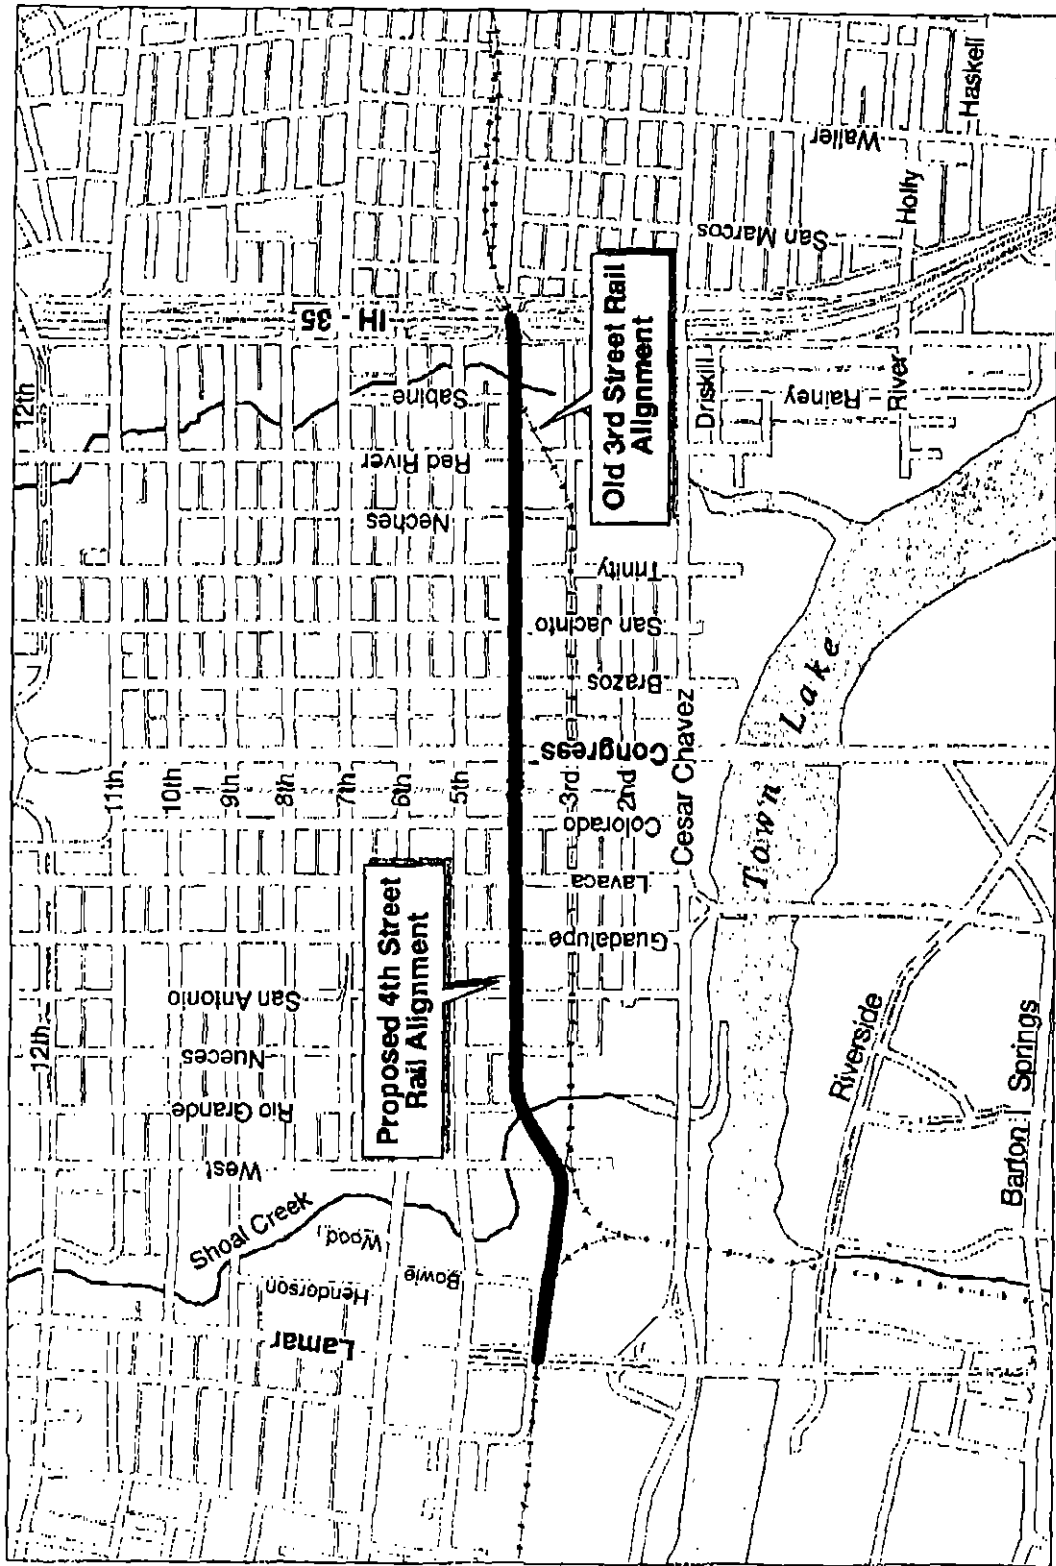 12th
12th
11th
10th
9th
8th
7th
6th
5th
3rd
2nd
Cesar Chavez
Driskill
River
Holly
Haskell
Riverside
Barton Springs
Shoal Creek
Town Lake
Proposed 4th Street
Rail Alignment
Old 3rd Street Rail
Alignment
Lamar
Henderson
Wood
Bowie
West
Rio Grande
Nueces
San Antonio
Guadalupe
Lavaca
Colorado
Congress
Brazos
San Jacinto
Trinity
Neches
Red River
Sabine
IH - 35
Rainey
San Marcos
Waller